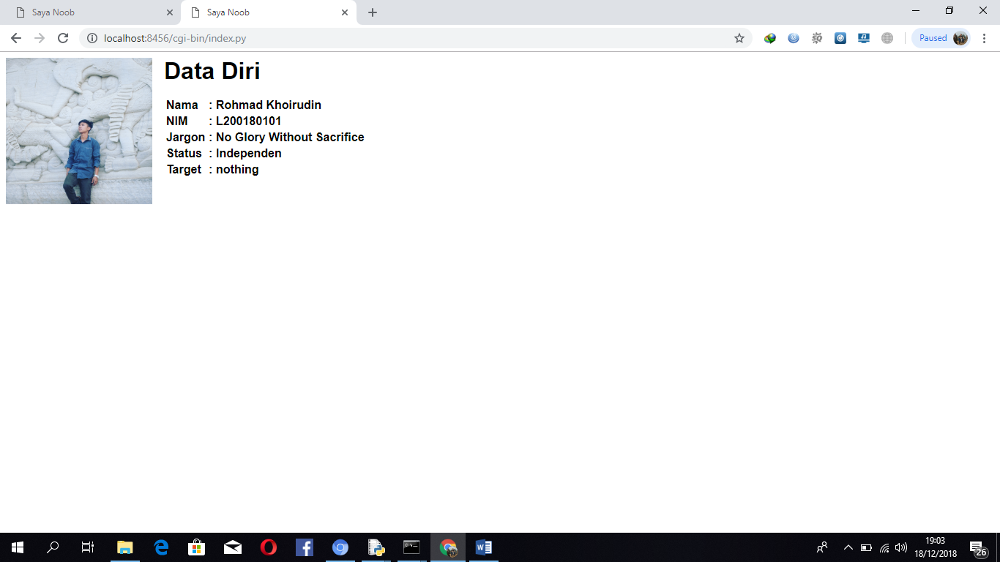 Saya Noob
Saya Noob
localhost:8456/cgi-bin/index.py
Paused
Data Diri
Nama : Rohmad Khoirudin
NIM : L200180101
Jargon : No Glory Without Sacrifice
Status : Independen
Target : nothing
19:03
18/12/2018
26